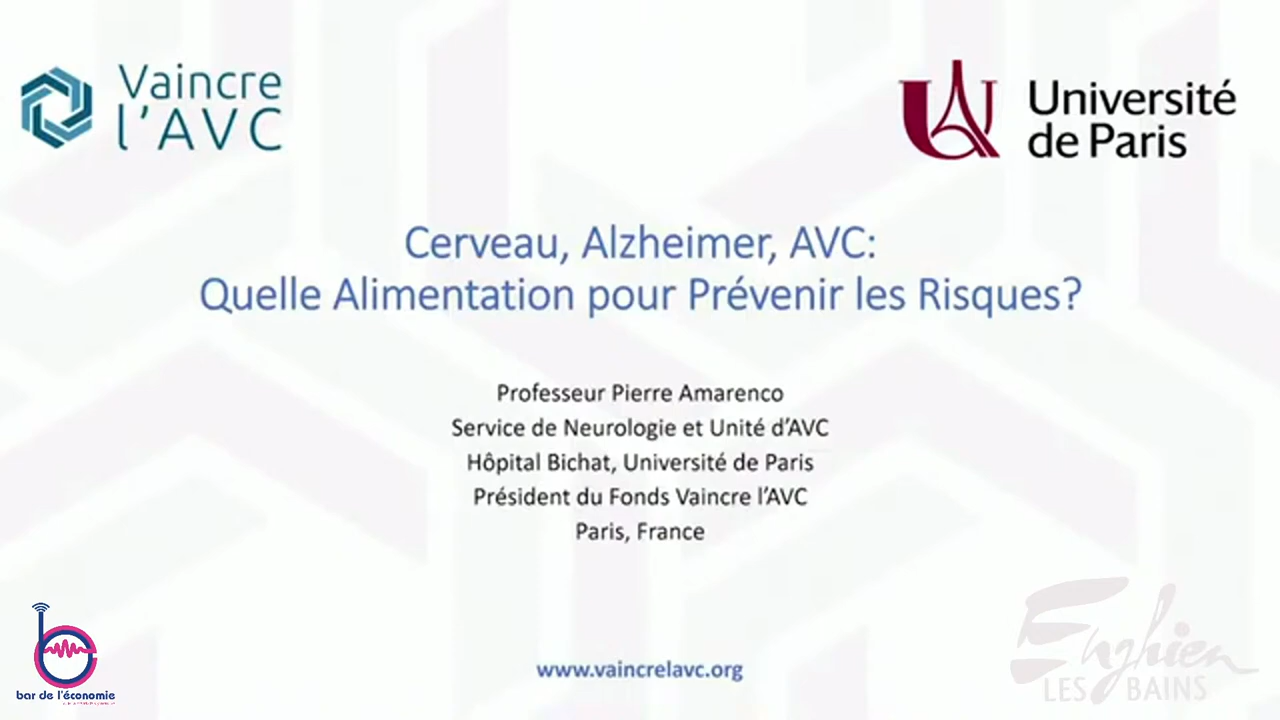 Vaincre
l'AVC
Université
de Paris
Cerveau, Alzheimer, AVC:
Quelle Alimentation pour Prévenir les Risques?
Professeur Pierre Amarenco
Service de Neurologie et Unité d'AVC
Hôpital Bichat, Université de Paris
Président du Fonds Vaincre l'AVC
Paris, France
www.vaincrelavc.org
bar de l'économie
Enghien
LES BAINS